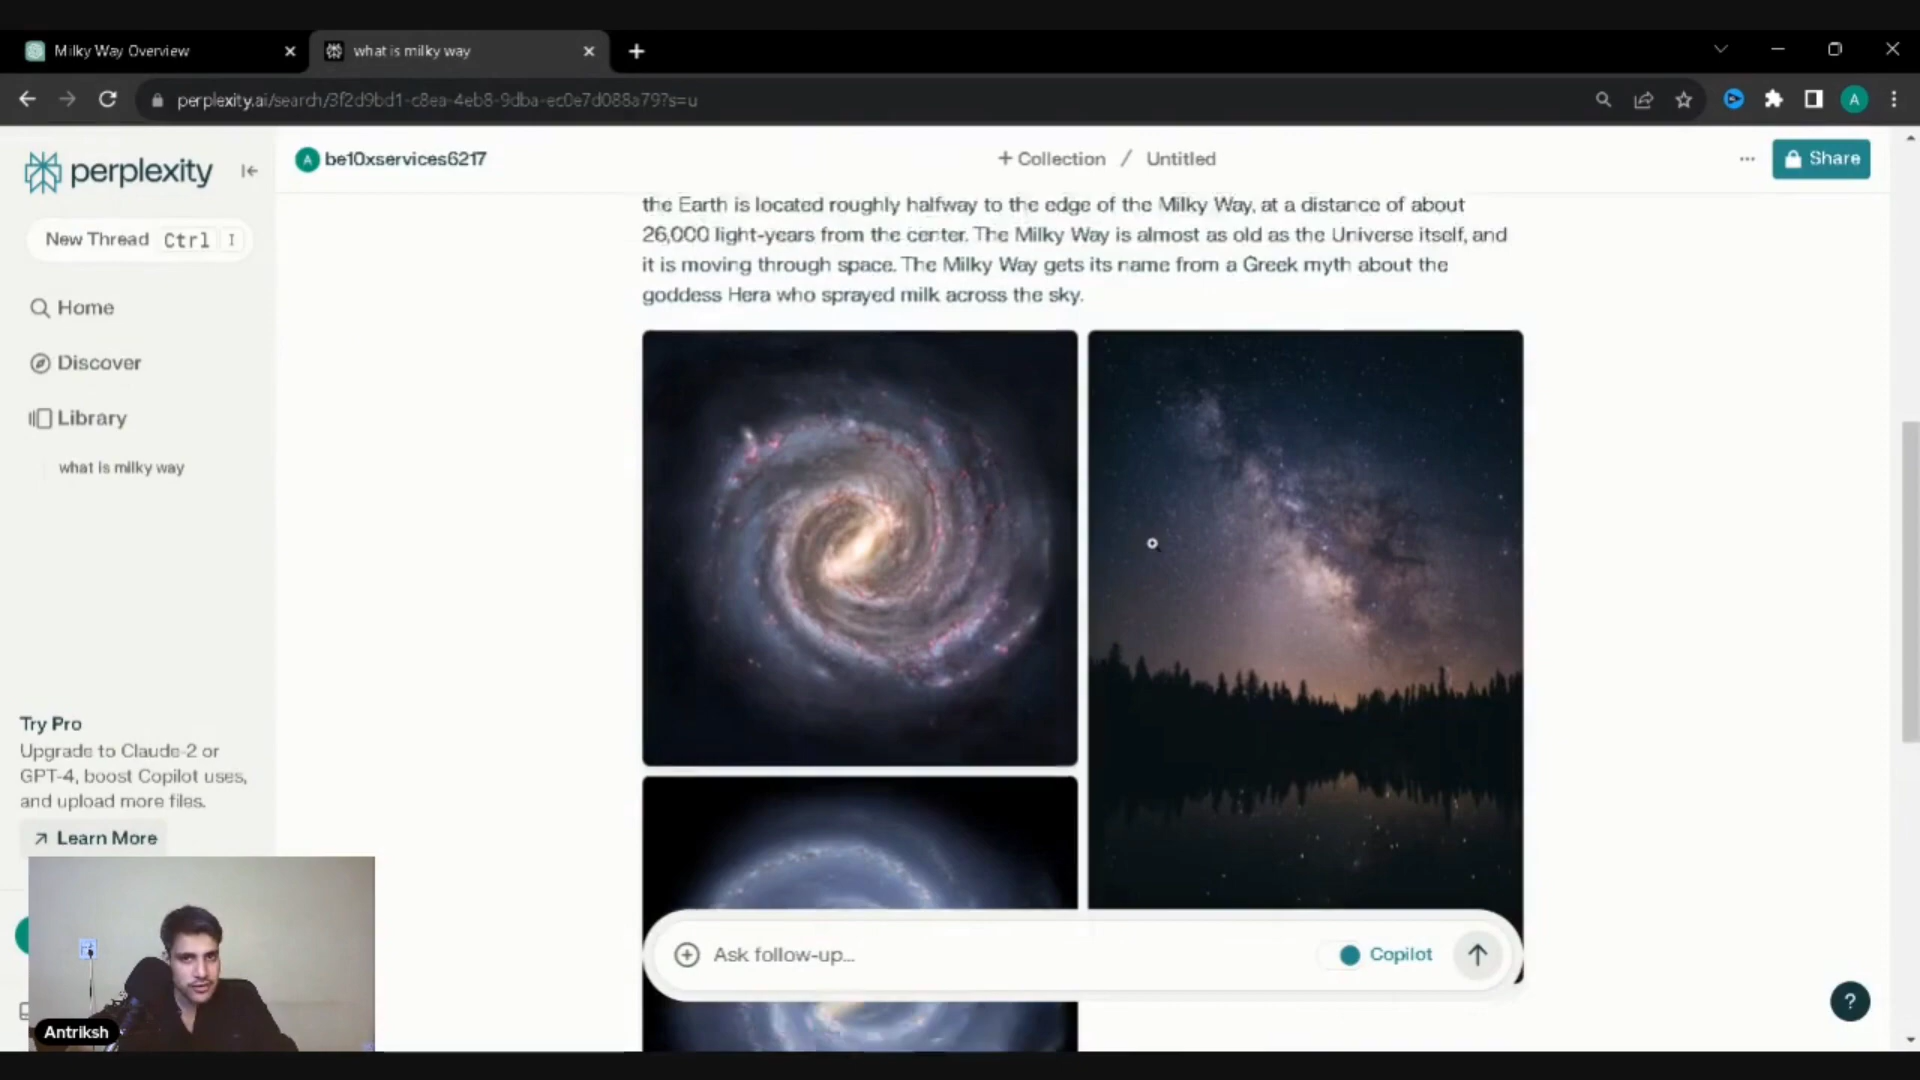 Milky Way Overview
what is milky way
perplexity.ai/search/3f2d9bd1-c8ea-4eb8-9dba-ec0e7d088a79?s=u
A
perplexity
A be10xservices6217
+ Collection / Untitled
Share
New Thread Ctrl I
Home
Discover
Library
what is milky way
the Earth is located roughly halfway to the edge of the Milky Way, at a distance of about
26,000 light-years from the center. The Milky Way is almost as old as the Universe itself, and
it is moving through space. The Milky Way gets its name from a Greek myth about the
goddess Hera who sprayed milk across the sky.
Try Pro
Upgrade to Claude-2 or
GPT-4, boost Copilot uses,
and upload more files.
Learn More
Ask follow-up...
Copilot
?
Antriksh